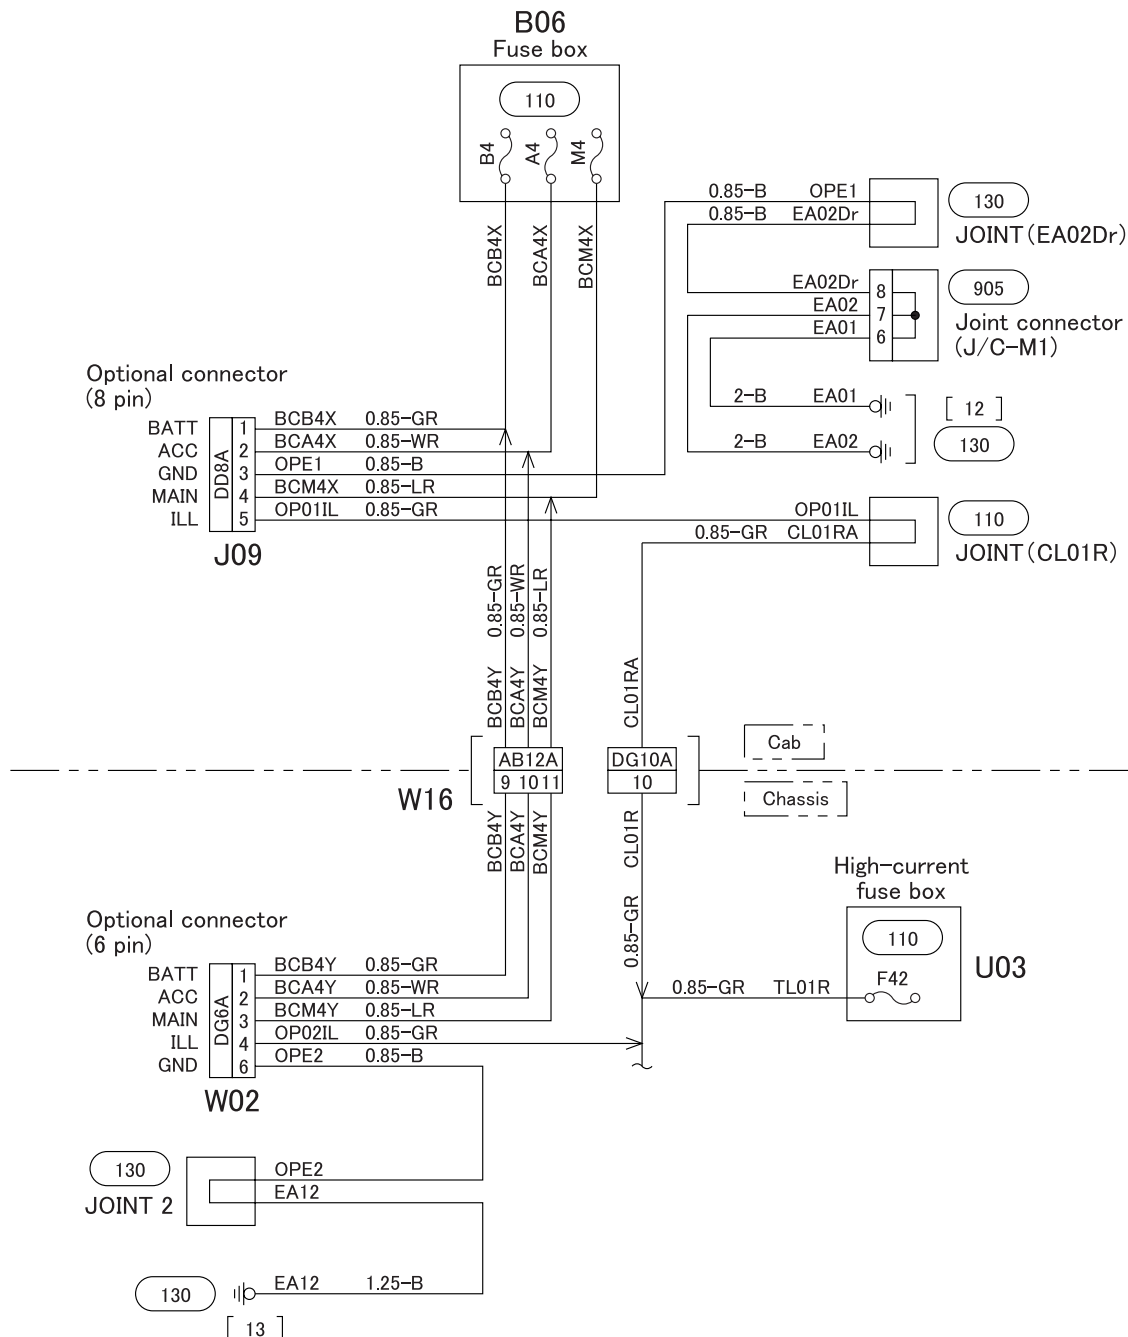 B06
Fuse box
110
B4
A4
M4
BCB4X
BCA4X
BCM4X
0.85-B OPE1
0.85-B EA02Dr
130
JOINT(EA02Dr)
EA02Dr 8
EA02 7
EA01 6
905
Joint connector
(J/C-M1)
2-B EA01
2-B EA02
[ 12 ]
130
Optional connector
(8 pin)
BATT 1 BCB4X 0.85-GR
ACC 2 BCA4X 0.85-WR
GND 3 OPE1 0.85-B
MAIN 4 BCM4X 0.85-LR
ILL 5 OP01IL 0.85-GR
DD8A
J09
OP01IL
0.85-GR CL01RA
110
JOINT(CL01R)
BCB4Y 0.85-GR
BCA4Y 0.85-WR
BCM4Y 0.85-LR
CL01RA
AB12A
9 10 11
DG10A
10
W16
Cab
Chassis
BCB4Y
BCA4Y
BCM4Y
CL01R
0.85-GR
High-current
fuse box
110
F42
U03
0.85-GR TL01R
Optional connector
(6 pin)
BATT 1 BCB4Y 0.85-GR
ACC 2 BCA4Y 0.85-WR
MAIN 3 BCM4Y 0.85-LR
ILL 4 OP02IL 0.85-GR
GND 6 OPE2 0.85-B
DG6A
W02
130
JOINT 2
OPE2
EA12
130
EA12 1.25-B
[ 13 ]